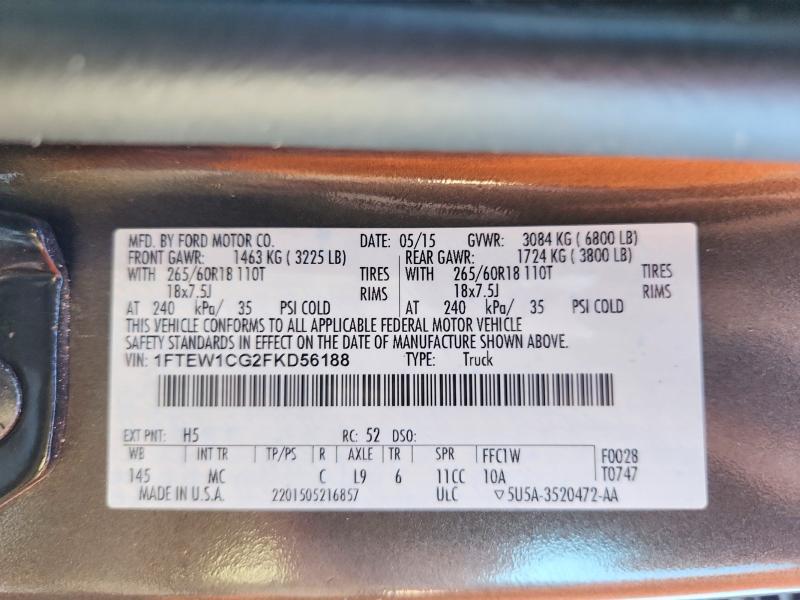 MFD. BY FORD MOTOR CO. DATE: 05/15 GVWR: 3084 KG ( 6800 LB)
FRONT GAWR: 1463 KG ( 3225 LB) REAR GAWR: 1724 KG ( 3800 LB)
WITH 265/60R18 110T TIRES WITH 265/60R18 110T TIRES
18x7.5J RIMS 18x7.5J RIMS
AT 240 kPa/ 35 PSI COLD AT 240 kPa/ 35 PSI COLD
THIS VEHICLE CONFORMS TO ALL APPLICABLE FEDERAL MOTOR VEHICLE
SAFETY STANDARDS IN EFFECT ON THE DATE OF MANUFACTURE SHOWN ABOVE.
VIN: 1FTEW1CG2FKD56188 TYPE: Truck
EXT PNT: H5 RC: 52 DSO:
WB INT TR TP/PS R AXLE TR SPR FFC1W F0028
145 MC C L9 6 11CC 10A T0747
MADE IN U.S.A. 2201505216857 ULC ▽5U5A-3520472-AA